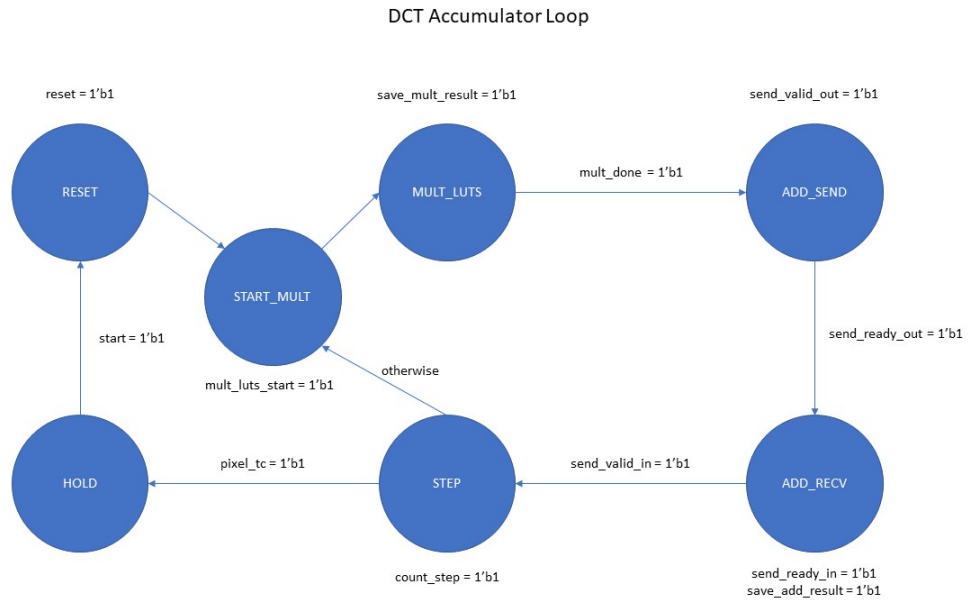 DCT Accumulator Loop
reset = 1’b1
save_mult_result = 1’b1
send_valid_out = 1’b1
RESET
MULT_LUTS
mult_done = 1’b1
ADD_SEND
START_MULT
start = 1’b1
send_ready_out = 1’b1
mult_luts_start = 1’b1
otherwise
HOLD
pixel_tc = 1’b1
STEP
send_valid_in = 1’b1
ADD_RECV
count_step = 1’b1
send_ready_in = 1’b1
save_add_result = 1’b1